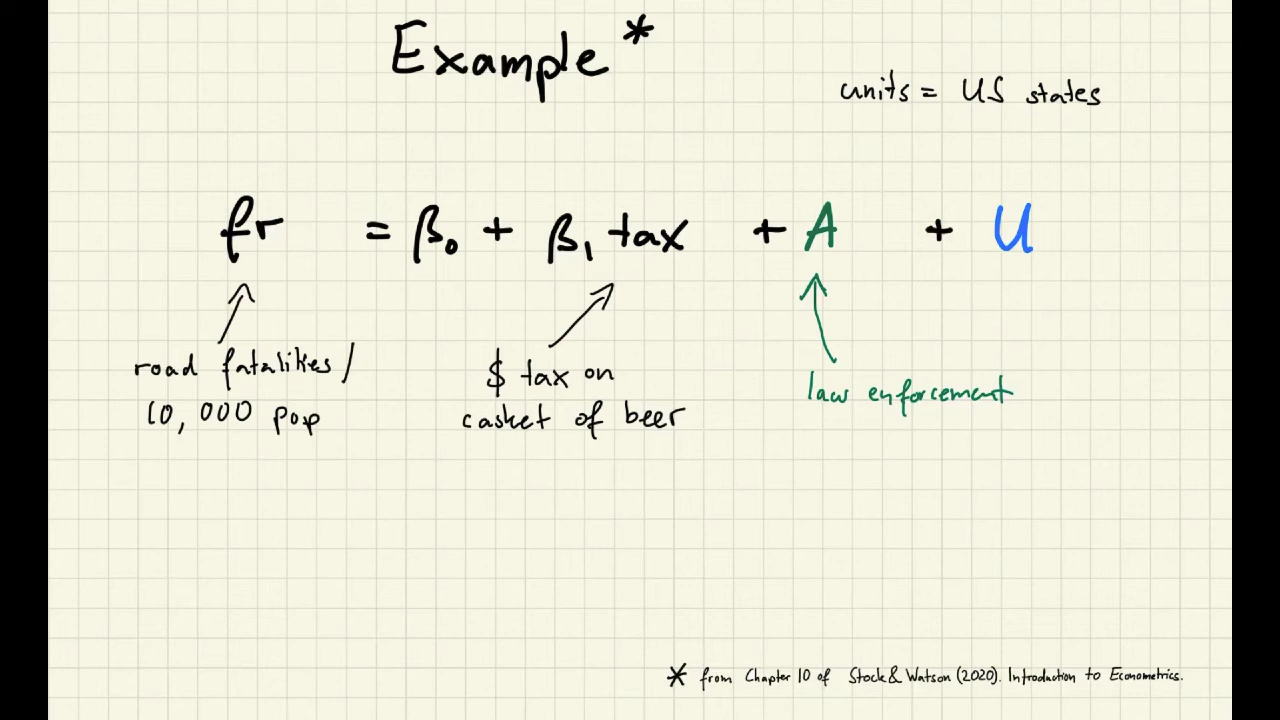 Example *
units = US states
fr = β₀ + β₁ tax + A + U
road fatalities /
10,000 pop
$ tax on
casket of beer
law enforcement
* from Chapter 10 of Stock & Watson (2020). Introduction to Econometrics.